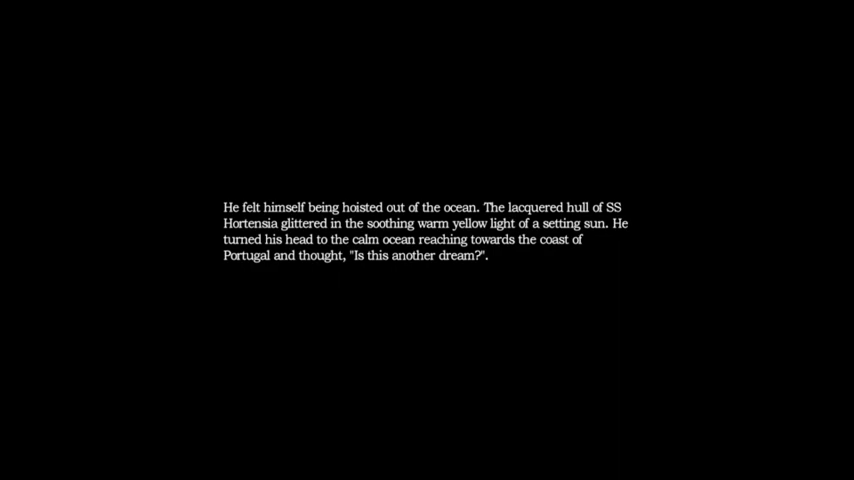 He felt himself being hoisted out of the ocean. The lacquered hull of SS
Hortensia glittered in the soothing warm yellow light of a setting sun. He
turned his head to the calm ocean reaching towards the coast of
Portugal and thought, "Is this another dream?".